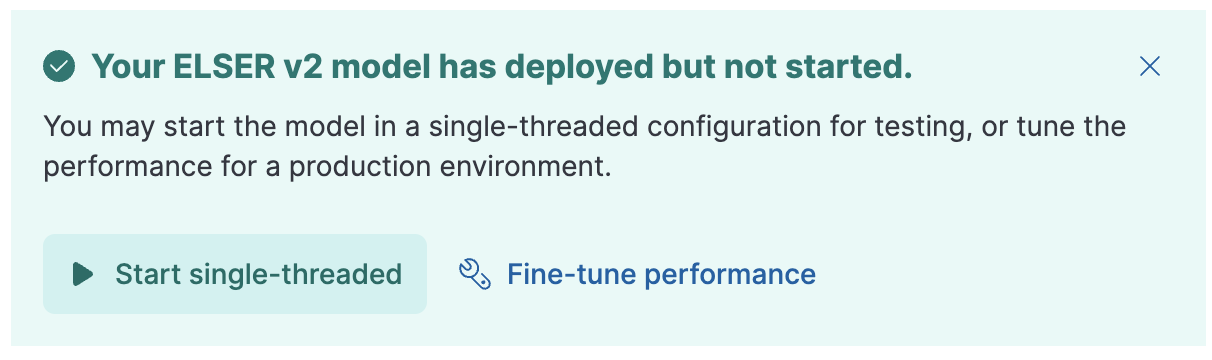 Your ELSER v2 model has deployed but not started.
You may start the model in a single-threaded configuration for testing, or tune the
performance for a production environment.
Start single-threaded
Fine-tune performance